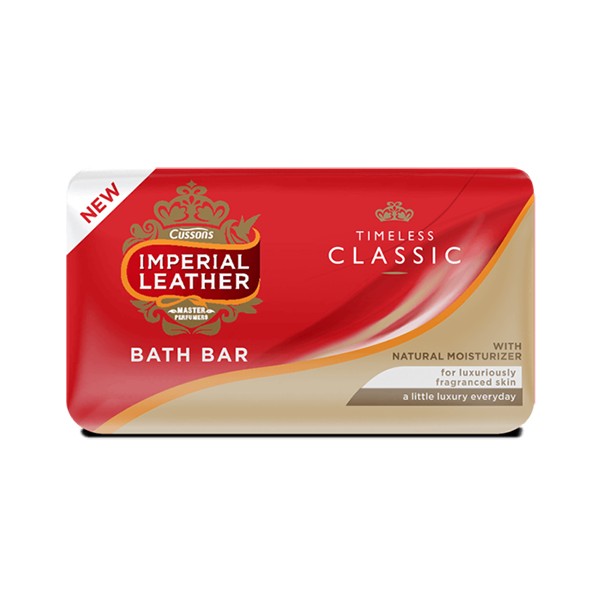 NEW
Cussons
IMPERIAL
LEATHER
MASTER
PERFUMERS
BATH BAR
TIMELESS
CLASSIC
WITH
NATURAL MOISTURIZER
for luxuriously
fragranced skin
a little luxury everyday